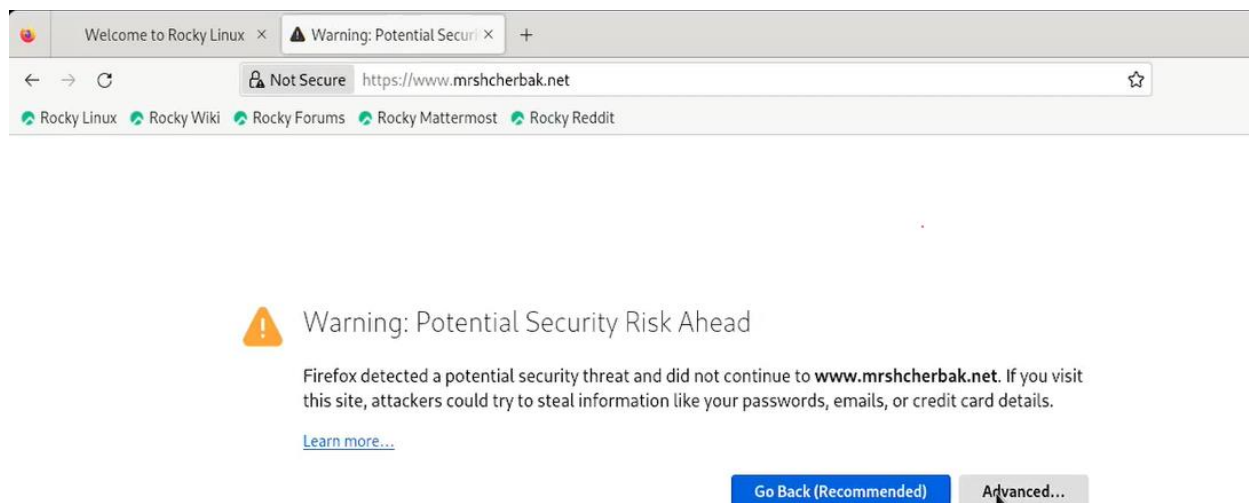 Welcome to Rocky Linux × Warning: Potential Securi × +
Not Secure https://www.mrshcherbak.net
Rocky Linux Rocky Wiki Rocky Forums Rocky Mattermost Rocky Reddit
Warning: Potential Security Risk Ahead
Firefox detected a potential security threat and did not continue to www.mrshcherbak.net. If you visit
this site, attackers could try to steal information like your passwords, emails, or credit card details.
Learn more...
Go Back (Recommended) Advanced...